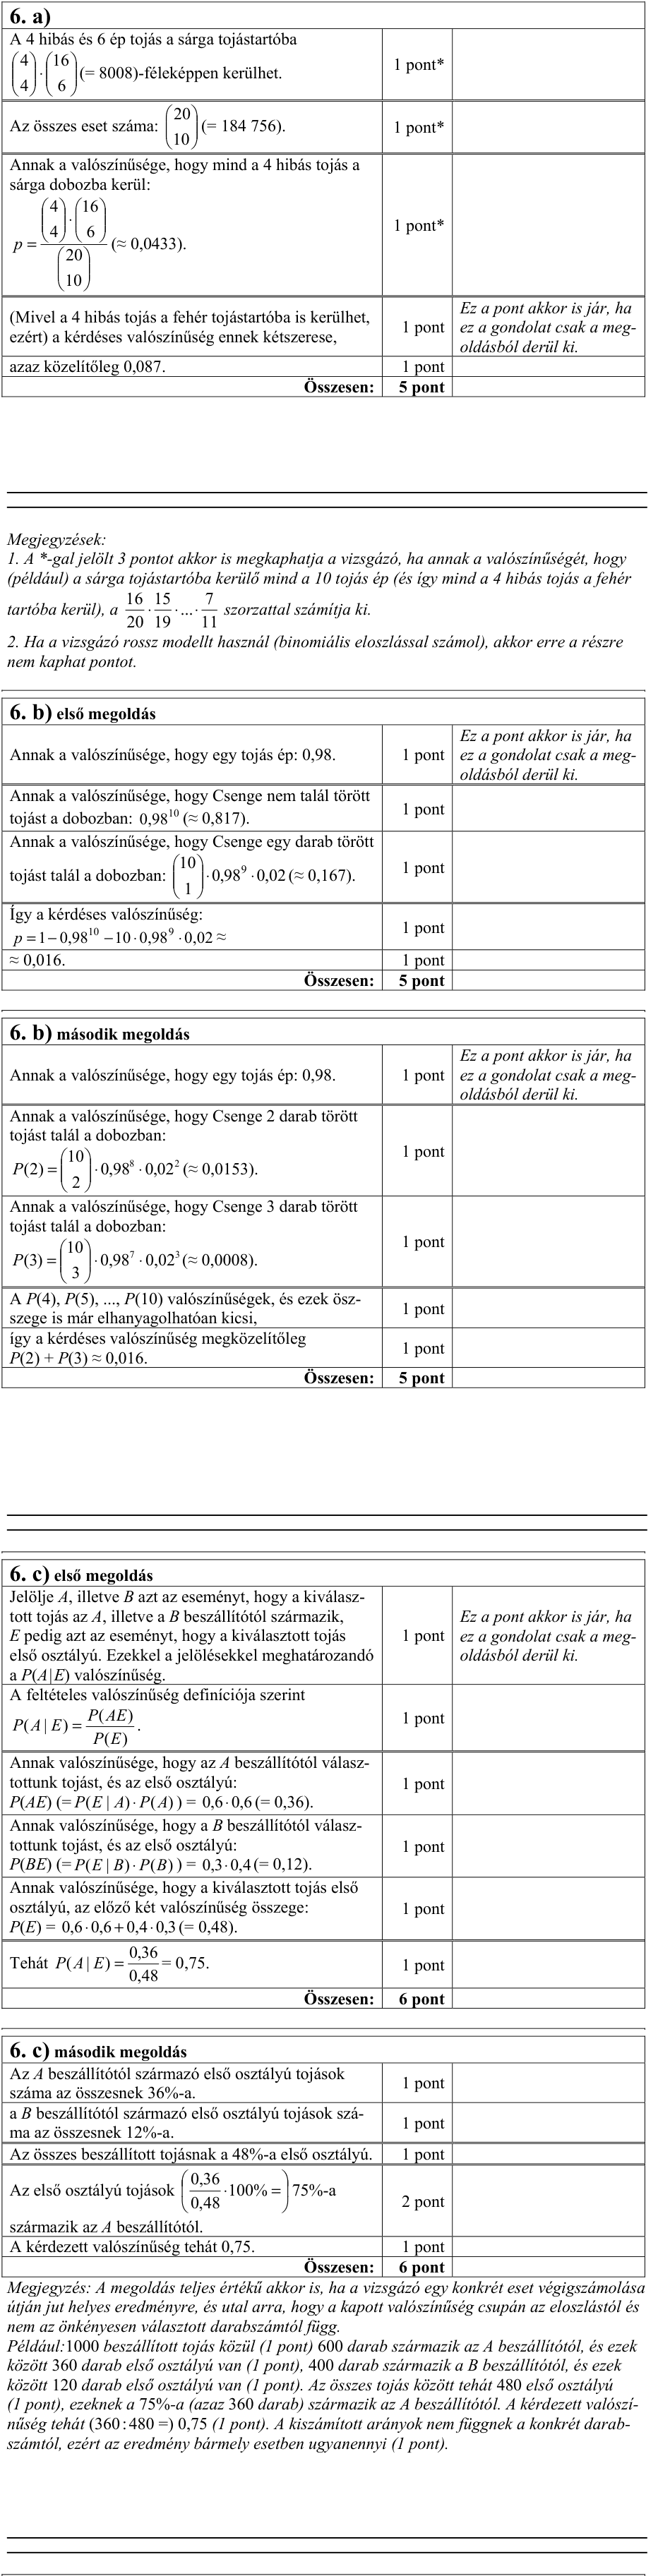 6. a)
A 4 hibás és 6 ép tojás a sárga tojástartóba
(4 4)·(16 6) (= 8008)-féleképpen kerülhet.
1 pont*
Az összes eset száma: (20 10) (= 184 756).
1 pont*
Annak a valószínűsége, hogy mind a 4 hibás tojás a
sárga dobozba kerül:
p = (4 4)·(16 6) / (20 10) (≈ 0,0433).
1 pont*
(Mivel a 4 hibás tojás a fehér tojástartóba is kerülhet,
ezért) a kérdéses valószínűség ennek kétszerese,
1 pont
Ez a pont akkor is jár, ha
ez a gondolat csak a meg-
oldásból derül ki.
azaz közelítőleg 0,087.
1 pont
Összesen: 5 pont
Megjegyzések:
1. A *-gal jelölt 3 pontot akkor is megkaphatja a vizsgázó, ha annak a valószínűségét, hogy
(például) a sárga tojástartóba kerülő mind a 10 tojás ép (és így mind a 4 hibás tojás a fehér
tartóba kerül), a 16/20 · 15/19 · ... · 7/11 szorzattal számítja ki.
2. Ha a vizsgázó rossz modellt használ (binomiális eloszlással számol), akkor erre a részre
nem kaphat pontot.
6. b) első megoldás
Annak a valószínűsége, hogy egy tojás ép: 0,98.
1 pont
Ez a pont akkor is jár, ha
ez a gondolat csak a meg-
oldásból derül ki.
Annak a valószínűsége, hogy Csenge nem talál törött
tojást a dobozban: 0,98¹⁰ (≈ 0,817).
1 pont
Annak a valószínűsége, hogy Csenge egy darab törött
tojást talál a dobozban: (10 1)·0,98⁹·0,02 (≈ 0,167).
1 pont
Így a kérdéses valószínűség:
p = 1 − 0,98¹⁰ − 10·0,98⁹·0,02 ≈
1 pont
≈ 0,016.
1 pont
Összesen: 5 pont
6. b) második megoldás
Annak a valószínűsége, hogy egy tojás ép: 0,98.
1 pont
Ez a pont akkor is jár, ha
ez a gondolat csak a meg-
oldásból derül ki.
Annak a valószínűsége, hogy Csenge 2 darab törött
tojást talál a dobozban:
P(2) = (10 2)·0,98⁸·0,02² (≈ 0,0153).
1 pont
Annak a valószínűsége, hogy Csenge 3 darab törött
tojást talál a dobozban:
P(3) = (10 3)·0,98⁷·0,02³ (≈ 0,0008).
1 pont
A P(4), P(5), ..., P(10) valószínűségek, és ezek ösz-
szege is már elhanyagolhatóan kicsi,
1 pont
így a kérdéses valószínűség megközelítőleg
P(2) + P(3) ≈ 0,016.
1 pont
Összesen: 5 pont
6. c) első megoldás
Jelölje A, illetve B azt az eseményt, hogy a kiválasz-
tott tojás az A, illetve a B beszállítótól származik,
E pedig azt az eseményt, hogy a kiválasztott tojás
első osztályú. Ezekkel a jelölésekkel meghatározandó
a P(A|E) valószínűség.
1 pont
Ez a pont akkor is jár, ha
ez a gondolat csak a meg-
oldásból derül ki.
A feltételes valószínűség definíciója szerint
P(A | E) = P(AE) / P(E).
1 pont
Annak valószínűsége, hogy az A beszállítótól válasz-
tottunk tojást, és az első osztályú:
P(AE) (= P(E | A)·P(A)) = 0,6·0,6 (= 0,36).
1 pont
Annak valószínűsége, hogy a B beszállítótól válasz-
tottunk tojást, és az első osztályú:
P(BE) (= P(E | B)·P(B)) = 0,3·0,4 (= 0,12).
1 pont
Annak valószínűsége, hogy a kiválasztott tojás első
osztályú, az előző két valószínűség összege:
P(E) = 0,6·0,6 + 0,4·0,3 (= 0,48).
1 pont
Tehát P(A | E) = 0,36/0,48 = 0,75.
1 pont
Összesen: 6 pont
6. c) második megoldás
Az A beszállítótól származó első osztályú tojások
száma az összesnek 36%-a.
1 pont
a B beszállítótól származó első osztályú tojások szá-
ma az összesnek 12%-a.
1 pont
Az összes beszállított tojásnak a 48%-a első osztályú.
1 pont
Az első osztályú tojások (0,36/0,48 ·100% =) 75%-a
származik az A beszállítótól.
2 pont
A kérdezett valószínűség tehát 0,75.
1 pont
Összesen: 6 pont
Megjegyzés: A megoldás teljes értékű akkor is, ha a vizsgázó egy konkrét eset végigszámolása
útján jut helyes eredményre, és utal arra, hogy a kapott valószínűség csupán az eloszlástól és
nem az önkényesen választott darabszámtól függ.
Például:1000 beszállított tojás közül (1 pont) 600 darab származik az A beszállítótól, és ezek
között 360 darab első osztályú van (1 pont), 400 darab származik a B beszállítótól, és ezek
között 120 darab első osztályú van (1 pont). Az összes tojás között tehát 480 első osztályú
(1 pont), ezeknek a 75%-a (azaz 360 darab) származik az A beszállítótól. A kérdezett valószí-
nűség tehát (360 : 480 =) 0,75 (1 pont). A kiszámított arányok nem függnek a konkrét darab-
számtól, ezért az eredmény bármely esetben ugyanennyi (1 pont).